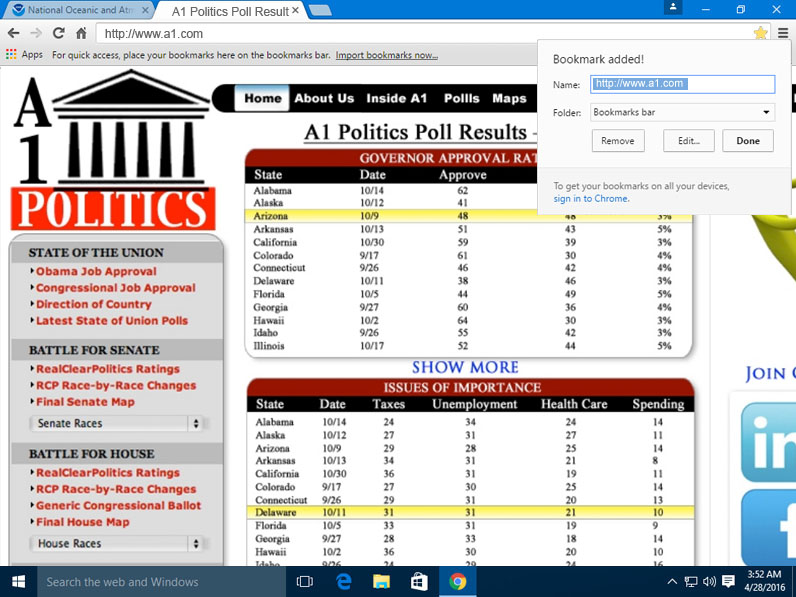 National Oceanic and Atm
A1 Politics Poll Result
http://www.a1.com
Apps For quick access, place your bookmarks here on the bookmarks bar. Import bookmarks now...
Bookmark added!
Name: http://www.a1.com
Folder: Bookmarks bar
Remove Edit... Done
To get your bookmarks on all your devices,
sign in to Chrome.
A1
POLITICS
Home About Us Inside A1 Pollls Maps
A1 Politics Poll Results –
GOVERNOR APPROVAL RAT
State Date Approve
Alabama 10/14 62
Alaska 10/12 41
Arizona 10/9 48 48 3%
Arkansas 10/13 51 43 5%
California 10/30 59 39 3%
Colorado 9/17 61 30 4%
Connecticut 9/26 46 42 4%
Delaware 10/11 38 46 3%
Florida 10/5 44 49 5%
Georgia 9/27 60 36 4%
Hawaii 10/2 64 30 3%
Idaho 9/26 55 42 3%
Illinois 10/17 52 44 5%
SHOW MORE
ISSUES OF IMPORTANCE
State Date Taxes Unemployment Health Care Spending
Alabama 10/14 24 34 24 14
Alaska 10/12 27 31 27 11
Arizona 10/9 29 28 25 14
Arkansas 10/13 34 31 21 8
California 10/30 36 31 19 11
Colorado 9/17 27 30 25 14
Connecticut 9/26 29 31 20 13
Delaware 10/11 31 31 21 10
Florida 10/5 33 31 19 9
Georgia 9/27 28 33 18 14
Hawaii 10/2 36 30 20 10
Idaho 9/26 24 31 26 14
STATE OF THE UNION
Obama Job Approval
Congressional Job Approval
Direction of Country
Latest State of Union Polls
BATTLE FOR SENATE
RealClearPolitics Ratings
RCP Race-by-Race Changes
Final Senate Map
Senate Races
BATTLE FOR HOUSE
RealClearPolitics Ratings
RCP Race-by-Race Changes
Generic Congressional Ballot
Final House Map
House Races
JOIN
in
f
Search the web and Windows
3:52 AM
4/28/2016